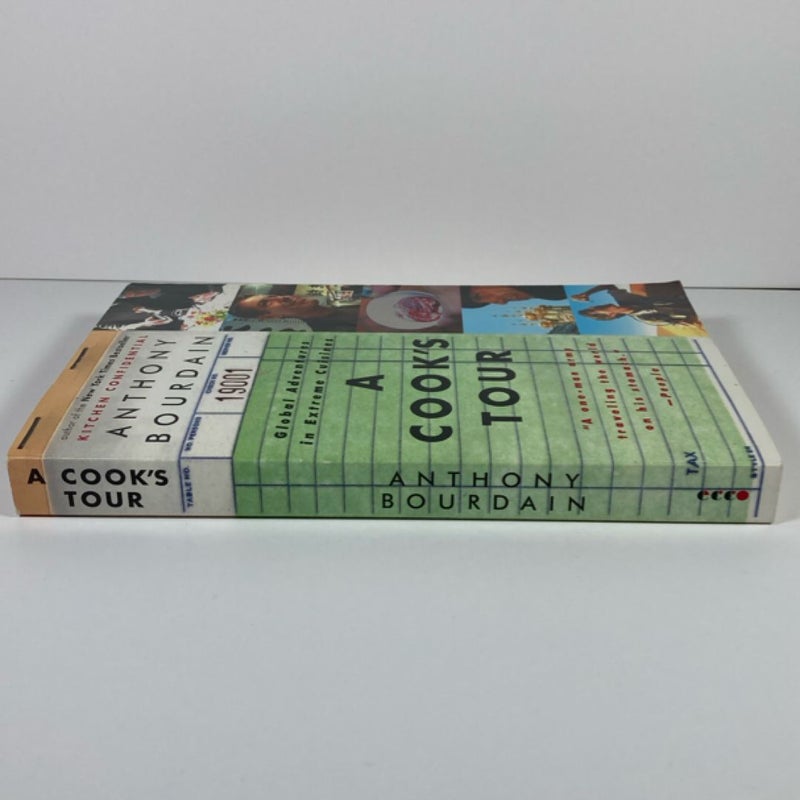 author of the New York Times Bestseller
KITCHEN CONFIDENTIAL
ANTHONY
BOURDAIN
19001
NO. PERSONS
Global Adventures
in Extreme Cuisines
A
COOK'S
TOUR
"A one-man army
traveling the world
on his stomach."
—People
TAX
A COOK'S
TOUR
TABLE NO.
ANTHONY
BOURDAIN
ecco